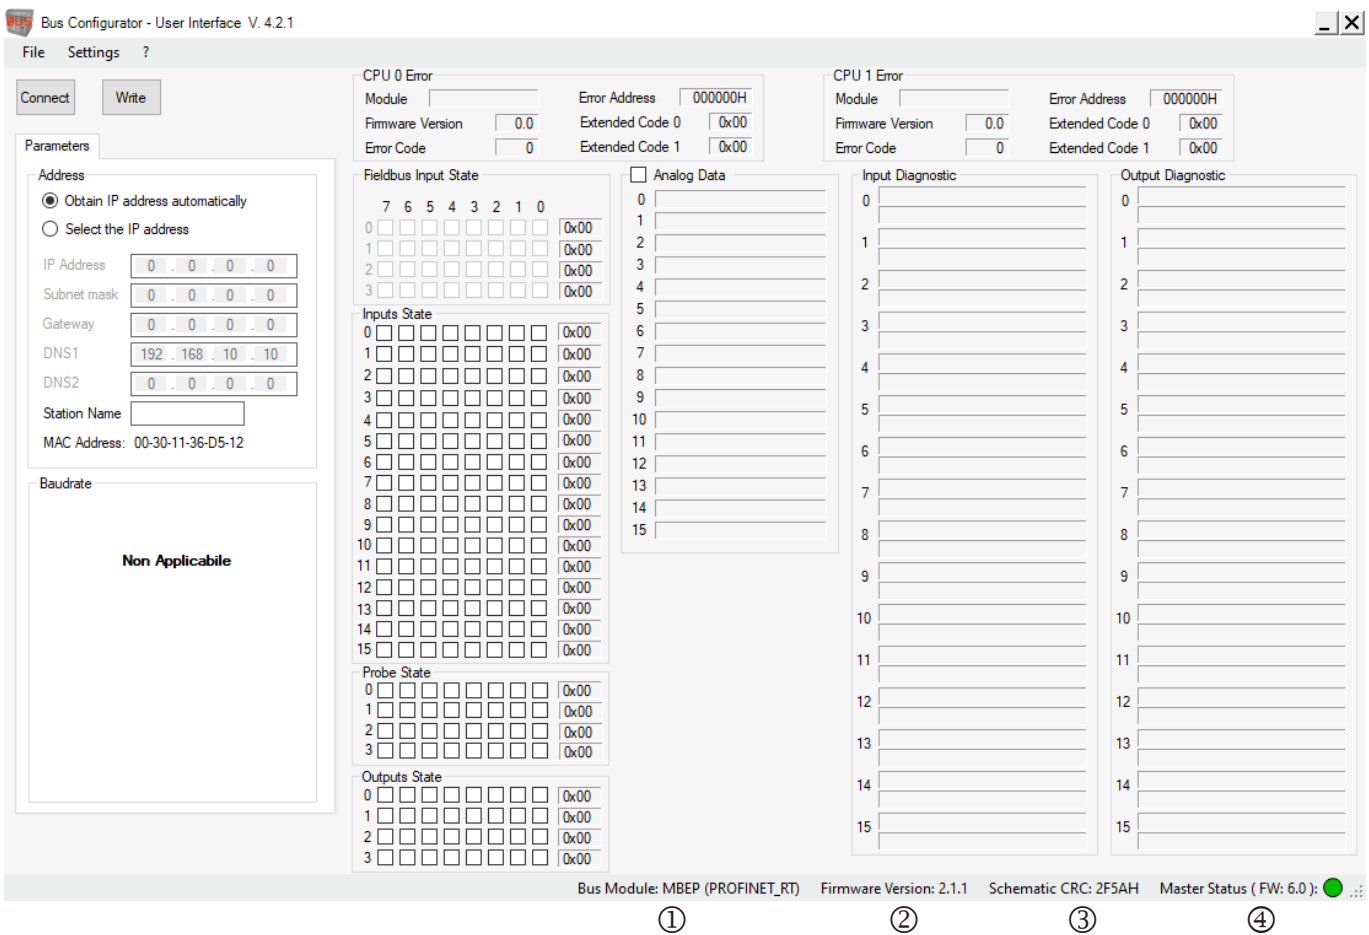 BUS Bus Configurator - User Interface V. 4.2.1
File Settings ?
Connect Write
Parameters
Address
Obtain IP address automatically
Select the IP address
IP Address 0 . 0 . 0 . 0
Subnet mask 0 . 0 . 0 . 0
Gateway 0 . 0 . 0 . 0
DNS1 192 . 168 . 10 . 10
DNS2 0 . 0 . 0 . 0
Station Name
MAC Address: 00-30-11-36-D5-12
Baudrate
Non Applicabile
CPU 0 Error
Module Error Address 000000H
Firmware Version 0.0 Extended Code 0 0x00
Error Code 0 Extended Code 1 0x00
CPU 1 Error
Module Error Address 000000H
Firmware Version 0.0 Extended Code 0 0x00
Error Code 0 Extended Code 1 0x00
Fieldbus Input State
7 6 5 4 3 2 1 0
0 0x00
1 0x00
2 0x00
3 0x00
Inputs State
0 0x00
1 0x00
2 0x00
3 0x00
4 0x00
5 0x00
6 0x00
7 0x00
8 0x00
9 0x00
10 0x00
11 0x00
12 0x00
13 0x00
14 0x00
15 0x00
Probe State
0 0x00
1 0x00
2 0x00
3 0x00
Outputs State
0 0x00
1 0x00
2 0x00
3 0x00
Analog Data
0
1
2
3
4
5
6
7
8
9
10
11
12
13
14
15
Input Diagnostic
0
1
2
3
4
5
6
7
8
9
10
11
12
13
14
15
Output Diagnostic
0
1
2
3
4
5
6
7
8
9
10
11
12
13
14
15
Bus Module: MBEP (PROFINET_RT) Firmware Version: 2.1.1 Schematic CRC: 2F5AH Master Status ( FW: 6.0 ):
① ② ③ ④